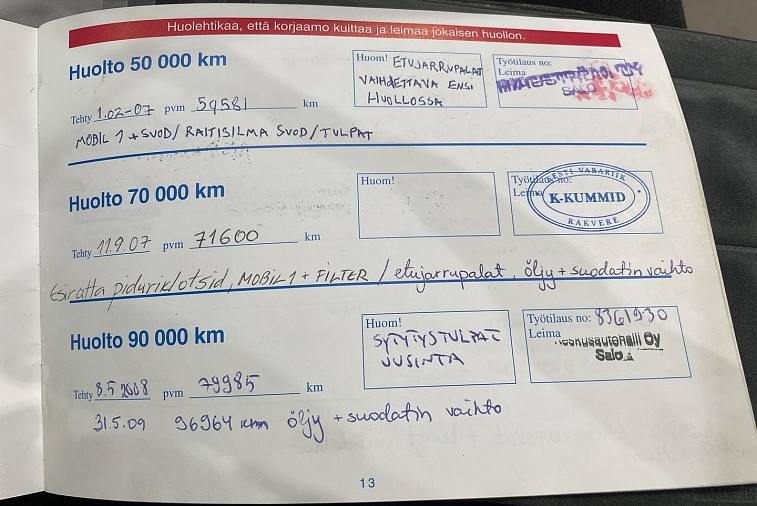 Huolehtikaa, että korjaamo kuittaa ja leimaa jokaisen huollon.
Huolto 50 000 km
Huom! ETUJARRUPALAT
VAIHDETTAVA ENSI
HUOLLOSSA
Työtilaus no:
Leima
SALO
Tehty 1.02-07 pvm 59581 km
MOBIL 1 + SUOD/ RAITISILMA SUOD/TULPAT
Huolto 70 000 km
Huom!
Työtilaus no:
Leima
EESTI VABARIIK
K-KUMMID
RAKVERE
Tehty 11.9.07 pvm 71600 km
Esiratta piduriklotsid, MOBIL 1 + FILTER / etujarrupalat, öljy + suodatin vaihto
Huolto 90 000 km
Huom!
SYTYTYSTULPAT
UUSINTA
Työtilaus no: 8361930
Leima
Oy
Salo
Tehty 8.5 2008 pvm 79985 km
31.5.09 96964 km öljy + suodatin vaihto
13